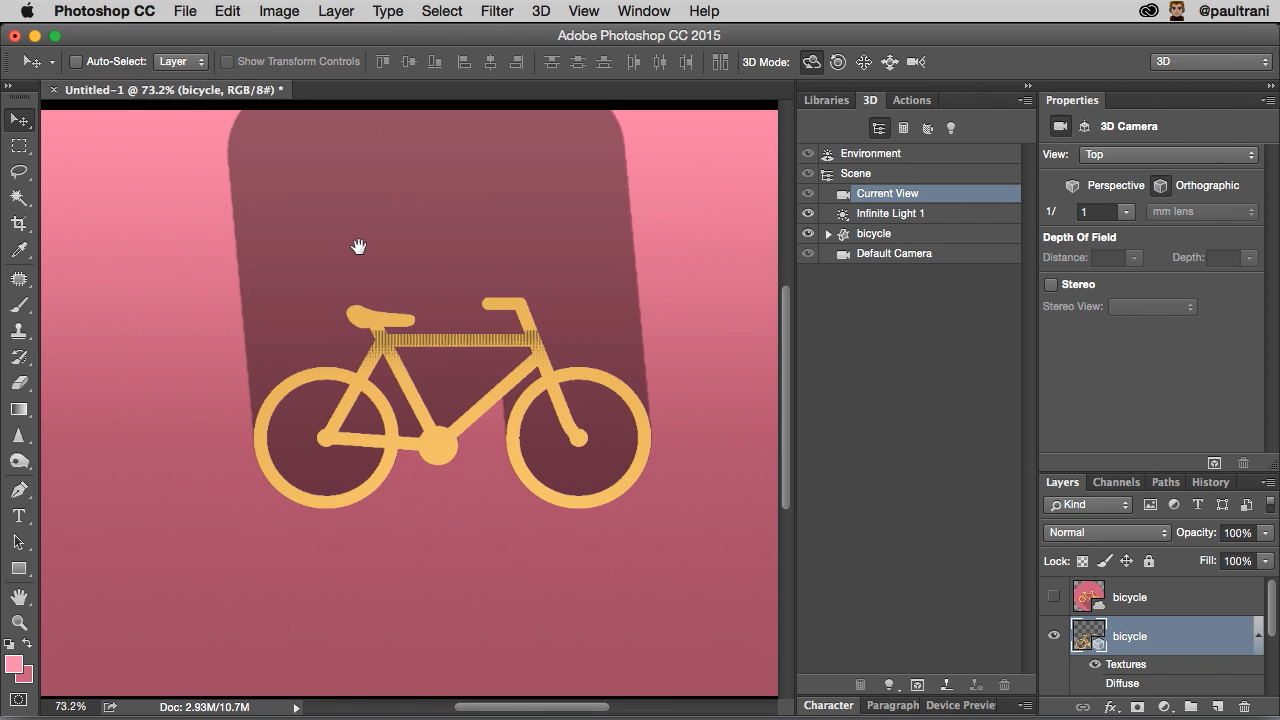 Photoshop CC File Edit Image Layer Type Select Filter 3D View Window Help @paultrani
Adobe Photoshop CC 2015
Auto-Select: Layer Show Transform Controls 3D Mode: 3D
× Untitled-1 @ 73.2% (bicycle, RGB/8#) *
Libraries 3D Actions
Environment
Scene
Current View
Infinite Light 1
bicycle
Default Camera
Properties
3D Camera
View: Top
Perspective Orthographic
1/ 1 mm lens
Depth Of Field
Distance: Depth:
Stereo
Stereo View:
Layers Channels Paths History
Kind T
Normal Opacity: 100%
Lock: Fill: 100%
bicycle
bicycle
Textures
Diffuse
fx
T
73.2% Doc: 2.93M/10.7M
Character Paragraph Device Preview